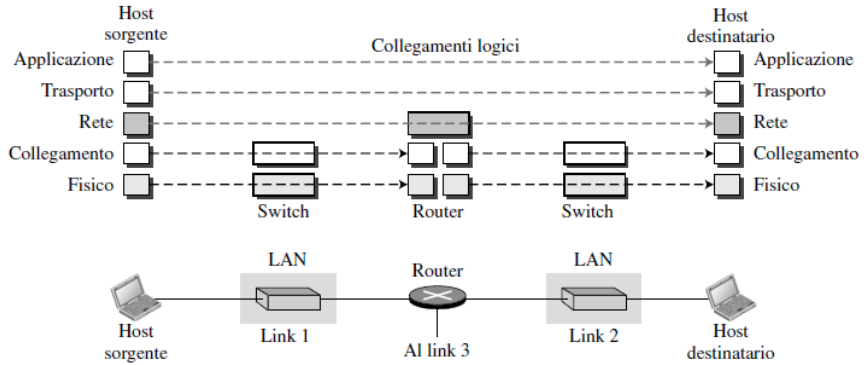 Host
sorgente
Host
destinatario
Collegamenti logici
Applicazione
Applicazione
Trasporto
Trasporto
Rete
Rete
Collegamento
Collegamento
Fisico
Fisico
Switch
Router
Switch
LAN
Router
LAN
Host
sorgente
Link 1
Al link 3
Link 2
Host
destinatario